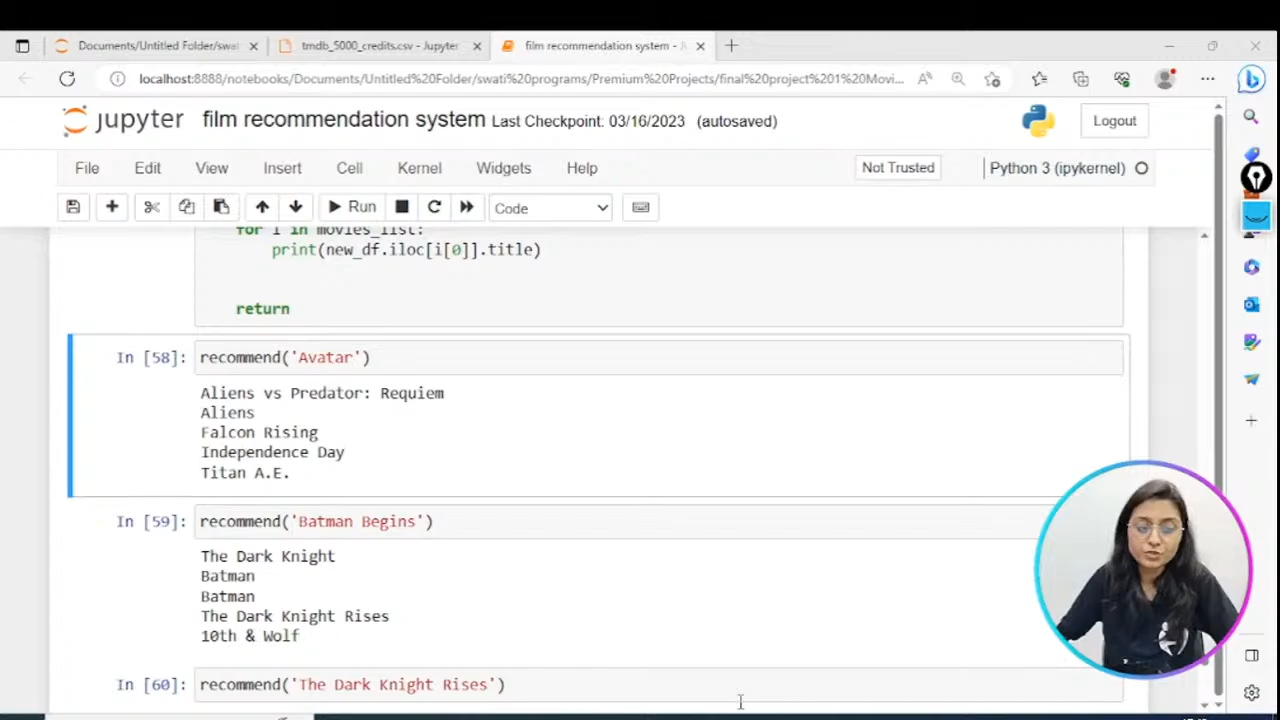 Documents/Untitled Folder/swat
tmdb_5000_credits.csv - Jupyter
film recommendation system - J
localhost:8888/notebooks/Documents/Untitled%20Folder/swati%20programs/Premium%20Projects/final%20project%201%20Movi...
jupyter film recommendation system Last Checkpoint: 03/16/2023 (autosaved)
Logout
File Edit View Insert Cell Kernel Widgets Help
Not Trusted
Python 3 (ipykernel)
Run
Code
for i in movies_list:
print(new_df.iloc[i[0]].title)
return
In [58]: recommend('Avatar')
Aliens vs Predator: Requiem
Aliens
Falcon Rising
Independence Day
Titan A.E.
In [59]: recommend('Batman Begins')
The Dark Knight
Batman
Batman
The Dark Knight Rises
10th & Wolf
In [60]: recommend('The Dark Knight Rises')